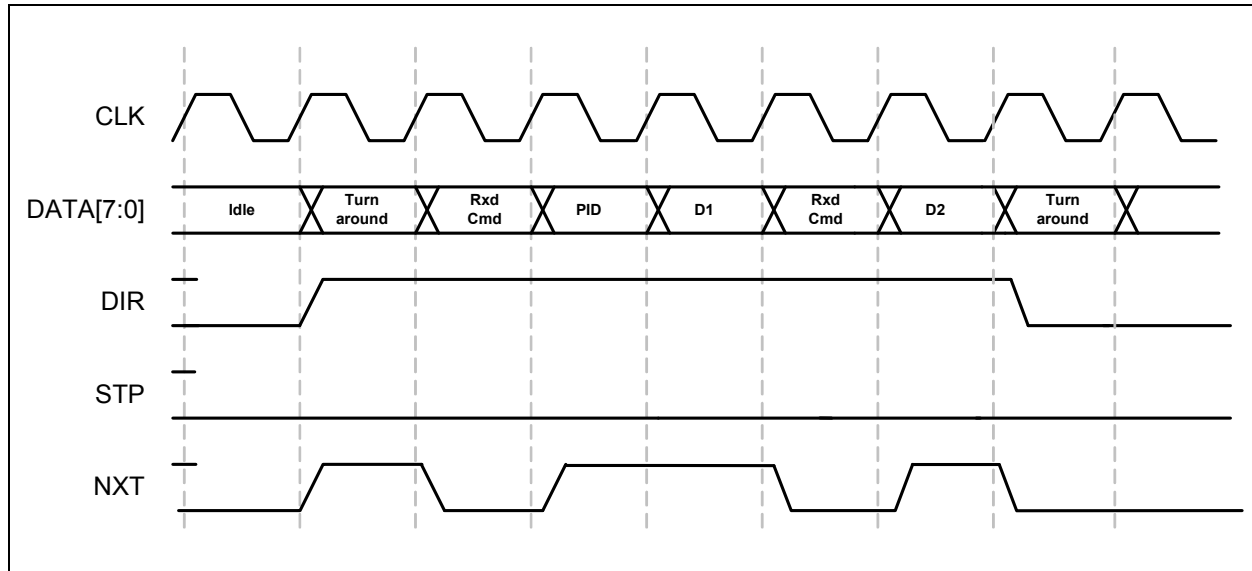 CLK
DATA[7:0]
Idle
Turn
around
Rxd
Cmd
PID
D1
Rxd
Cmd
D2
Turn
around
DIR
STP
NXT